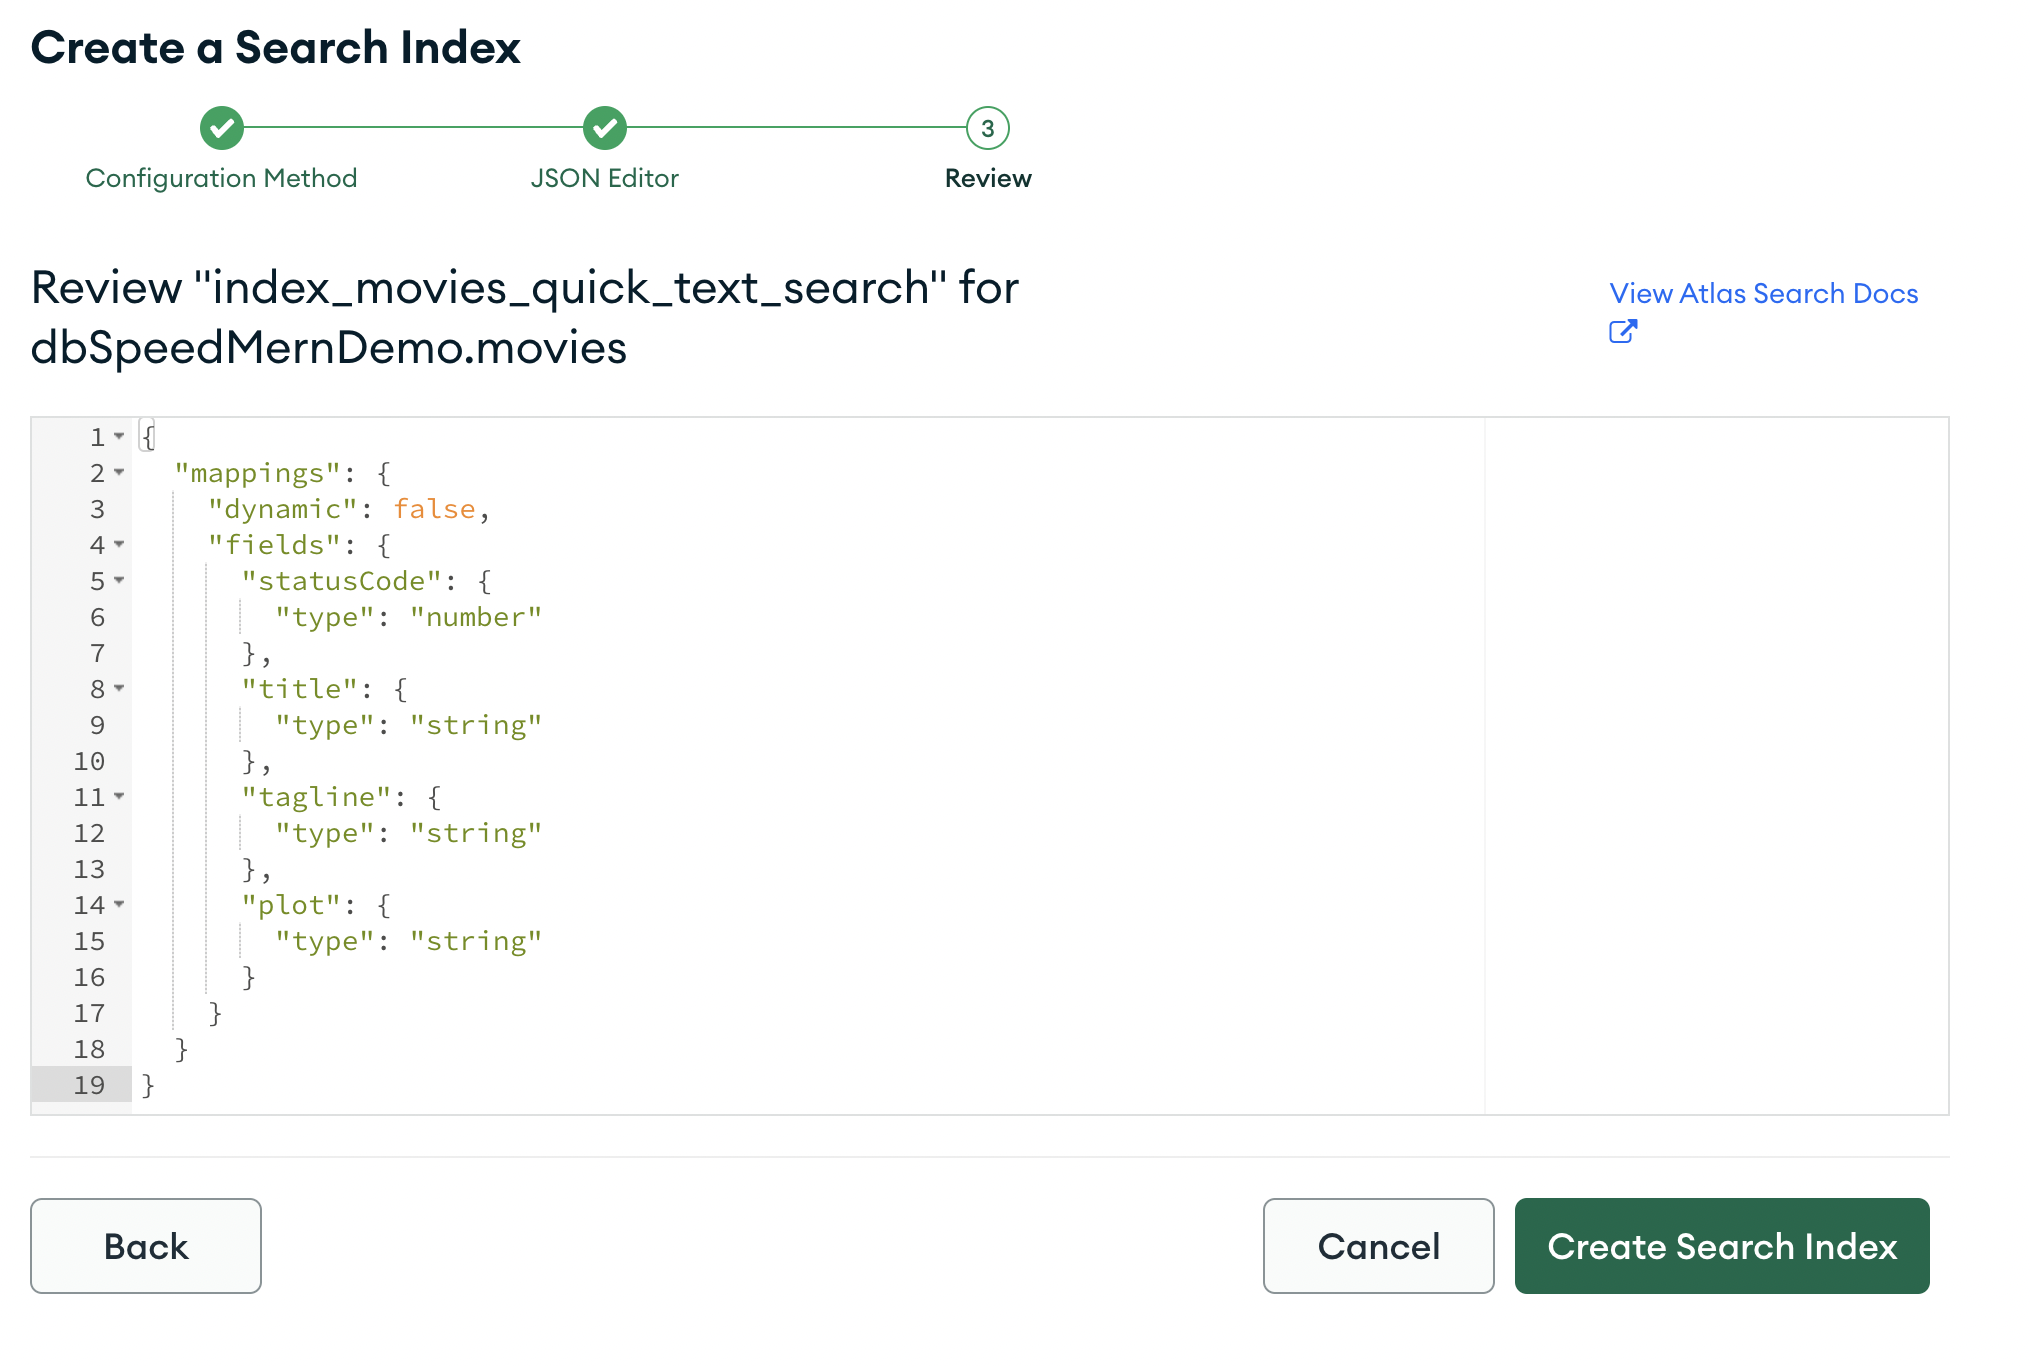 Create a Search Index
3
Configuration Method
JSON Editor
Review
Review "index_movies_quick_text_search" for
dbSpeedMernDemo.movies
View Atlas Search Docs
1 {
2   "mappings": {
3     "dynamic": false,
4     "fields": {
5       "statusCode": {
6         "type": "number"
7       },
8       "title": {
9         "type": "string"
10       },
11       "tagline": {
12         "type": "string"
13       },
14       "plot": {
15         "type": "string"
16       }
17     }
18   }
19 }
Back
Cancel
Create Search Index